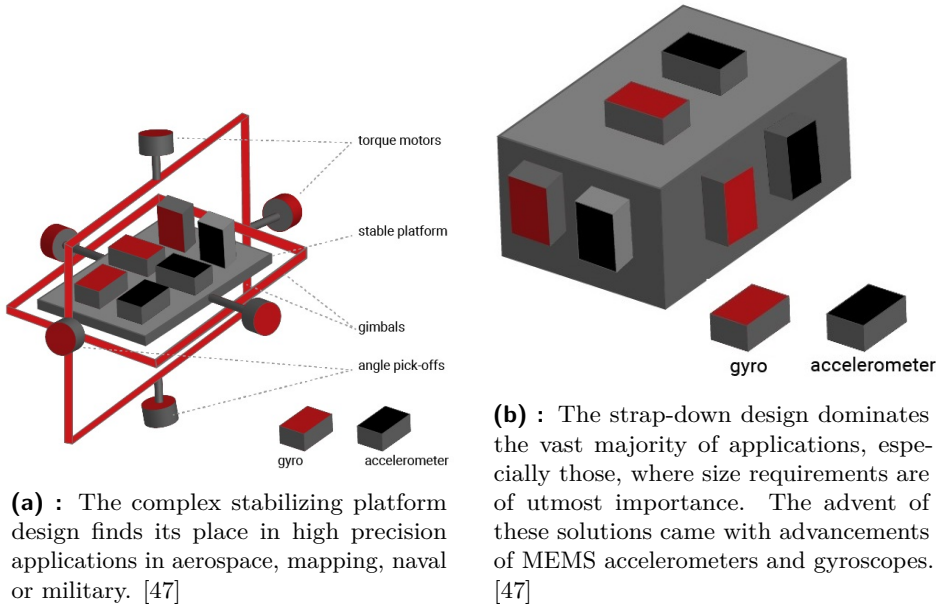 torque motors
stable platform
gimbals
angle pick-offs
gyro
accelerometer
(a) : The complex stabilizing platform
design finds its place in high precision
applications in aerospace, mapping, naval
or military. [47]
gyro
accelerometer
(b) : The strap-down design dominates
the vast majority of applications, espe-
cially those, where size requirements are
of utmost importance. The advent of
these solutions came with advancements
of MEMS accelerometers and gyroscopes.
[47]